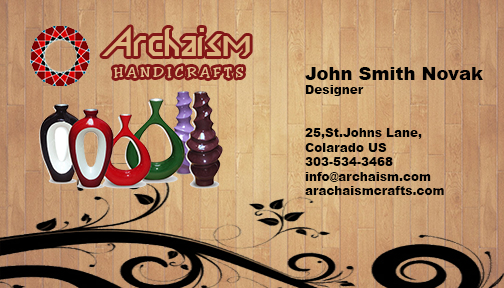 Archaism
HANDICRAFTS
John Smith Novak
Designer
25,St.Johns Lane,
Colarado US
303-534-3468
info@archaism.com
arachaismcrafts.com